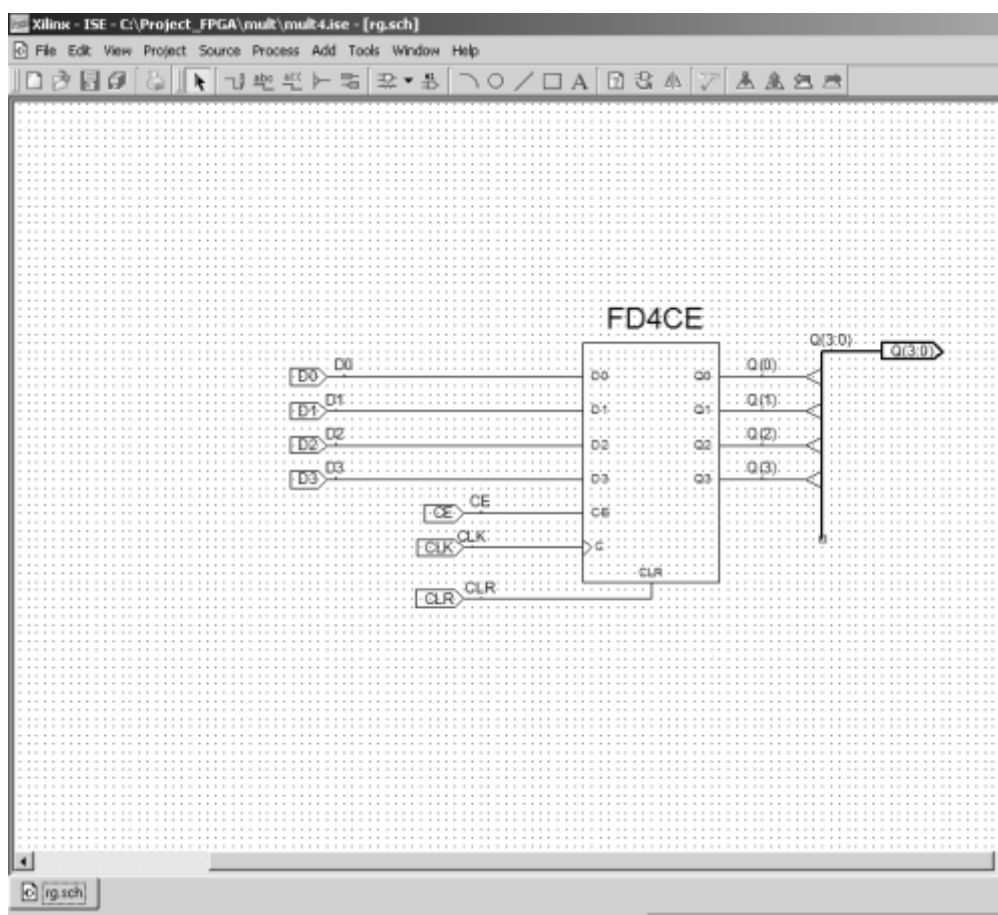 Xilinx - ISE - C:\Project_FPGA\mult\mult4.ise - [rg.sch]
File Edit View Project Source Process Add Tools Window Help
FD4CE
Q(3:0)
Q(3:0)
D0 D0 D0 Q0 Q(0)
D1 D1 D1 Q1 Q(1)
D2 D2 D2 Q2 Q(2)
D3 D3 D3 Q3 Q(3)
CE CE CE
CLK CLK C
CLR
CLR CLR
rg.sch